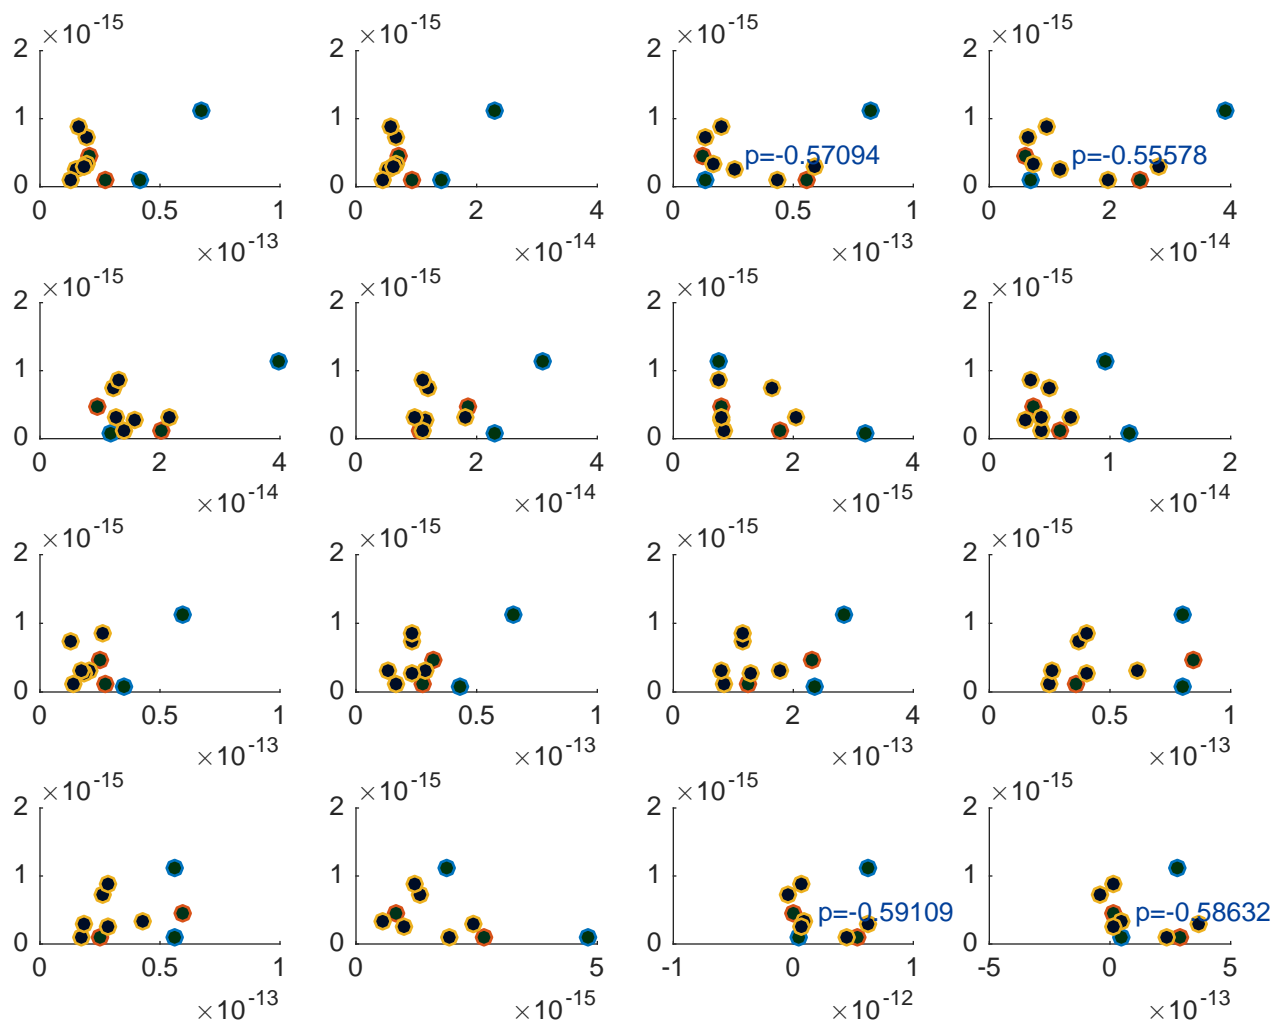 ×10-15 ×10-15 ×10-15 ×10-15
2 2 2 2
1 1 1 1
p=-0.57094 p=-0.55578
0 0 0 0
0 0.5 1 0 2 4 0 0.5 1 0 2 4
×10-13 ×10-14 ×10-13 ×10-14
×10-15 ×10-15 ×10-15 ×10-15
2 2 2 2
1 1 1 1
0 0 0 0
0 2 4 0 2 4 0 2 4 0 1 2
×10-14 ×10-14 ×10-15 ×10-14
×10-15 ×10-15 ×10-15 ×10-15
2 2 2 2
1 1 1 1
0 0 0 0
0 0.5 1 0 0.5 1 0 2 4 0 0.5 1
×10-13 ×10-13 ×10-13 ×10-13
×10-15 ×10-15 ×10-15 ×10-15
2 2 2 2
1 1 1 1
p=-0.59109 p=-0.58632
0 0 0 0
0 0.5 1 0 5 -1 0 1 -5 0 5
×10-13 ×10-15 ×10-12 ×10-13